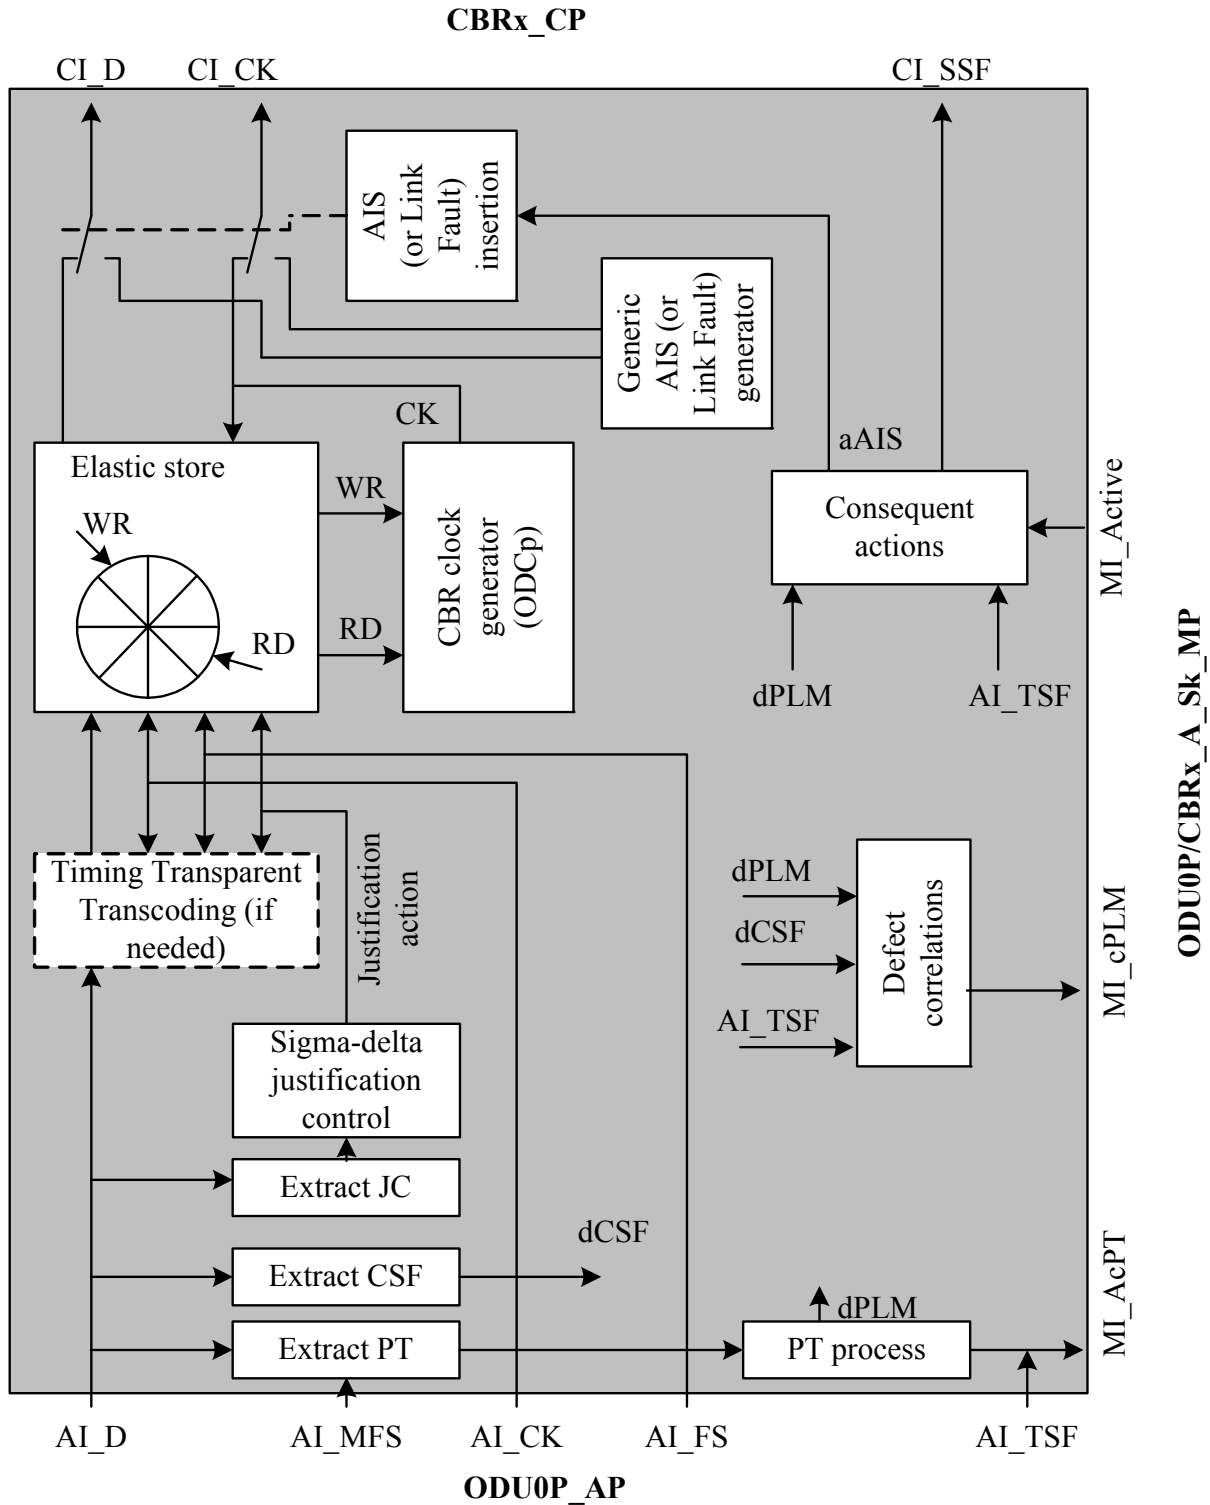 CBRx_CP
CI_D
CI_CK
CI_SSF
AIS
(or Link
Fault)
insertion
Generic
AIS (or
Link Fault)
generator
CK
aAIS
Elastic store
WR
RD
WR
RD
CBR clock
generator
(ODCp)
Consequent
actions
MI_Active
dPLM
AI_TSF
ODU0P/CBRx_A_Sk_MP
Timing Transparent
Transcoding (if
needed)
Justification
action
dPLM
dCSF
AI_TSF
Defect
correlations
MI_cPLM
Sigma-delta
justification
control
Extract JC
dCSF
Extract CSF
dPLM
Extract PT
PT process
MI_AcPT
AI_D
AI_MFS
AI_CK
AI_FS
AI_TSF
ODU0P_AP